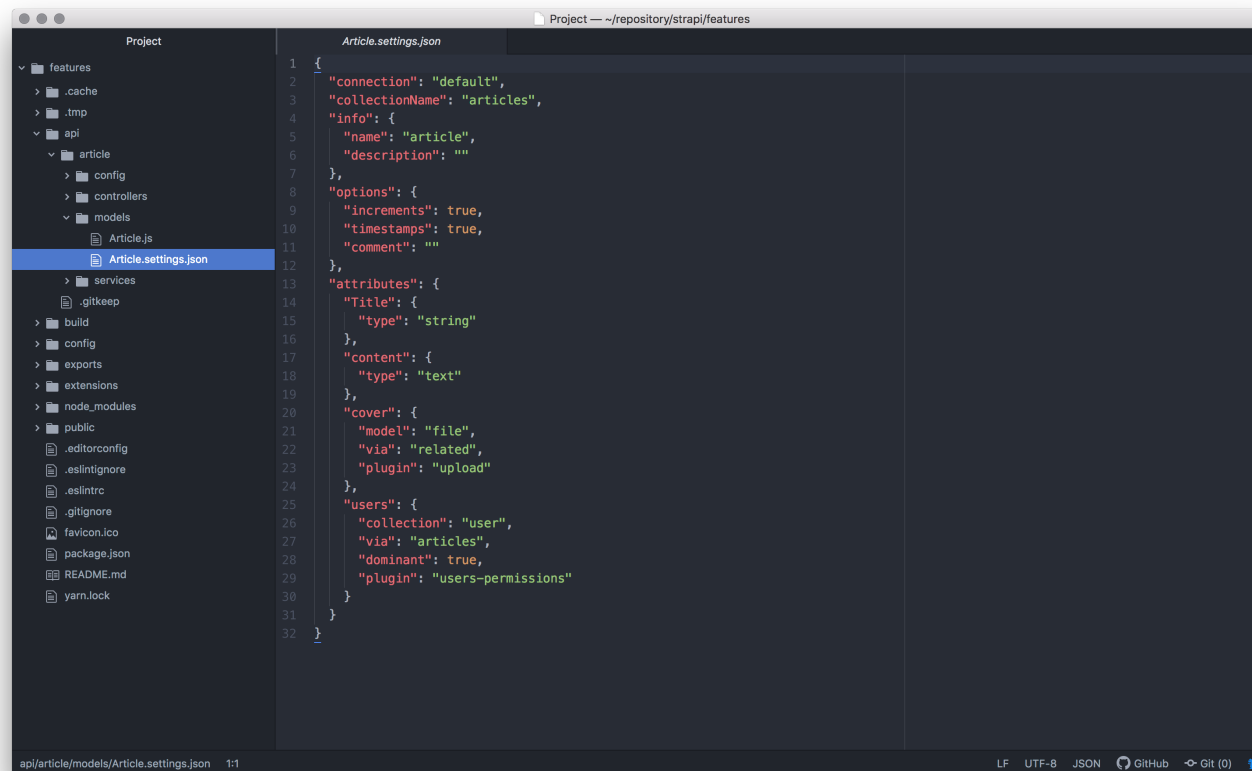 Project — ~/repository/strapi/features
Project
features
.cache
.tmp
api
article
config
controllers
models
Article.js
Article.settings.json
services
.gitkeep
build
config
exports
extensions
node_modules
public
.editorconfig
.eslintignore
.eslintrc
.gitignore
favicon.ico
package.json
README.md
yarn.lock
Article.settings.json
1 {
2 "connection": "default",
3 "collectionName": "articles",
4 "info": {
5 "name": "article",
6 "description": ""
7 },
8 "options": {
9 "increments": true,
10 "timestamps": true,
11 "comment": ""
12 },
13 "attributes": {
14 "Title": {
15 "type": "string"
16 },
17 "content": {
18 "type": "text"
19 },
20 "cover": {
21 "model": "file",
22 "via": "related",
23 "plugin": "upload"
24 },
25 "users": {
26 "collection": "user",
27 "via": "articles",
28 "dominant": true,
29 "plugin": "users-permissions"
30 }
31 }
32 }
api/article/models/Article.settings.json 1:1
LF UTF-8 JSON GitHub Git (0)